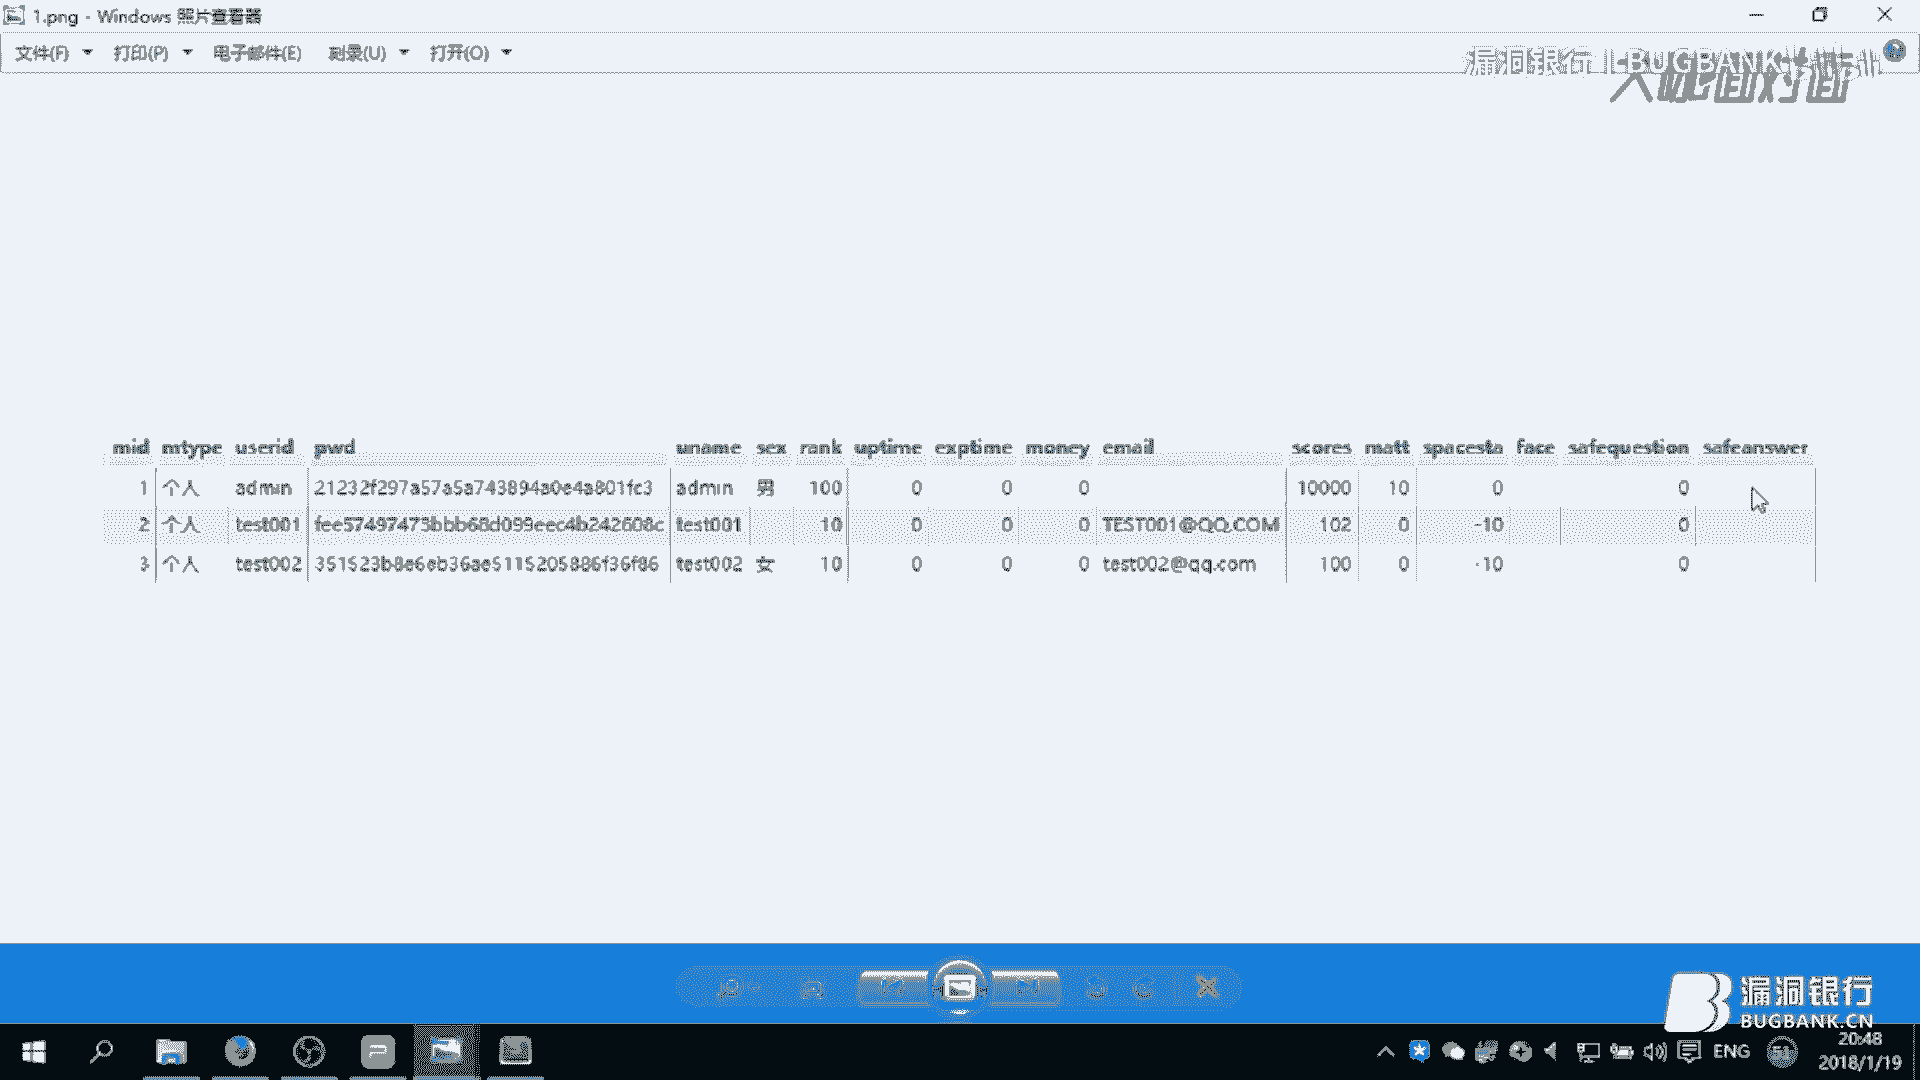 1.png - Windows 照片查看器
文件(F) 打印(P) 电子邮件(E) 刻录(U) 打开(O)
漏洞银行 | BUGBANK
大咖面对面
mid mtype userid pwd uname sex rank uptime exptime money email scores matt spacesta face safequestion safeanswer
1 个人 admin 21232f297a57a5a743894a0e4a801fc3 admin 男 100 0 0 0 10000 10 0 0
2 个人 test001 fee57497473bbb68d099eec4b242608c test001 10 0 0 0 TEST001@QQ.COM 102 0 -10 0
3 个人 test002 351523b8e6eb36ae5115205886f36f86 test002 女 10 0 0 0 test002@qq.com 100 0 -10 0
漏洞银行
BUGBANK.CN
ENG 51 20:48
2018/1/19